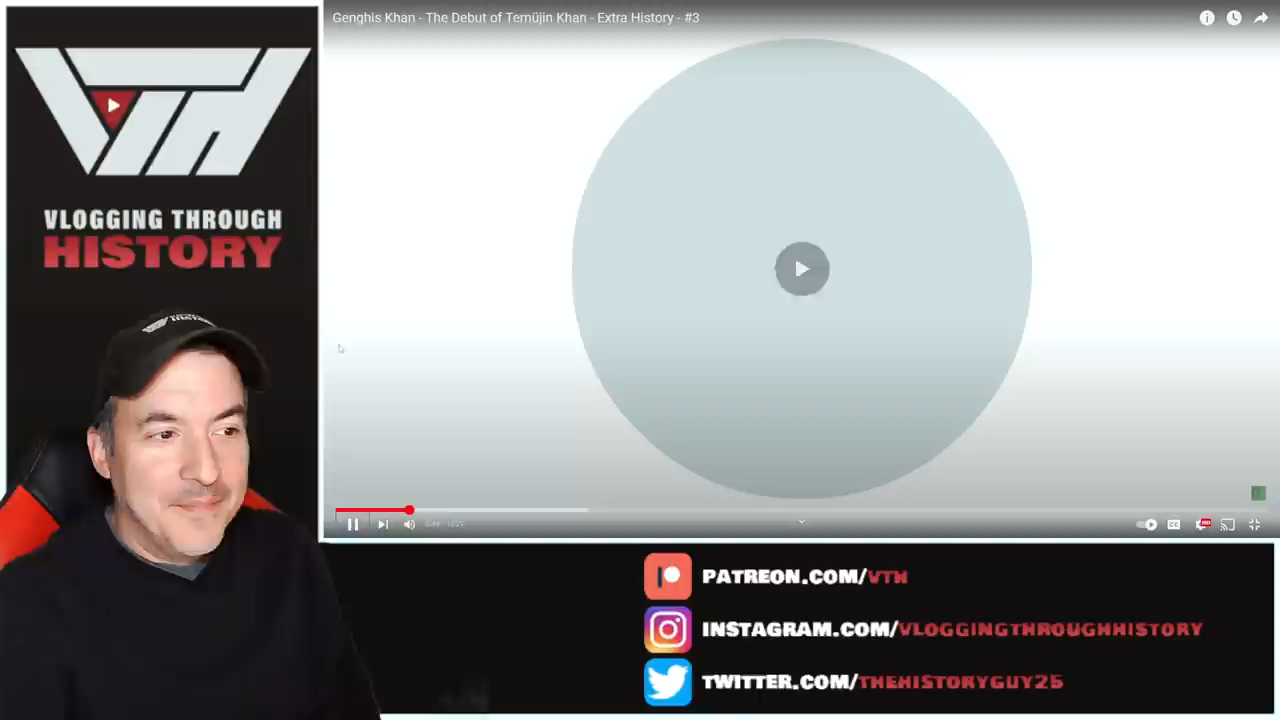 Genghis Khan - The Debut of Temüjin Khan - Extra History - #3
VTH
VLOGGING THROUGH
HISTORY
PATREON.COM/VTH
INSTAGRAM.COM/VLOGGINGTHROUGHHISTORY
TWITTER.COM/THEHISTORYGUY25